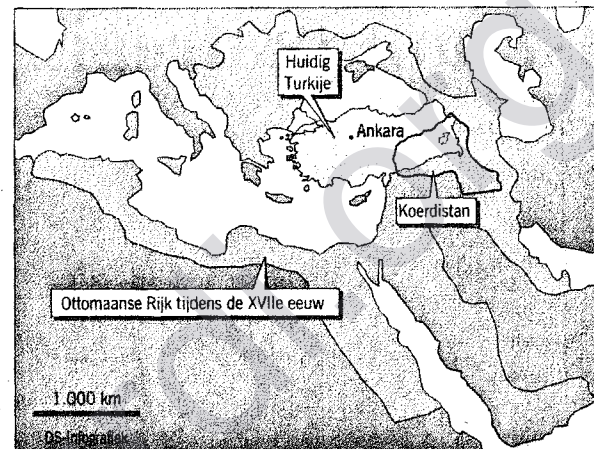 Huidig
Turkije
Ankara
Koerdistan
Ottomaanse Rijk tijdens de XVIIe eeuw
1.000 km
DS-Infografiek